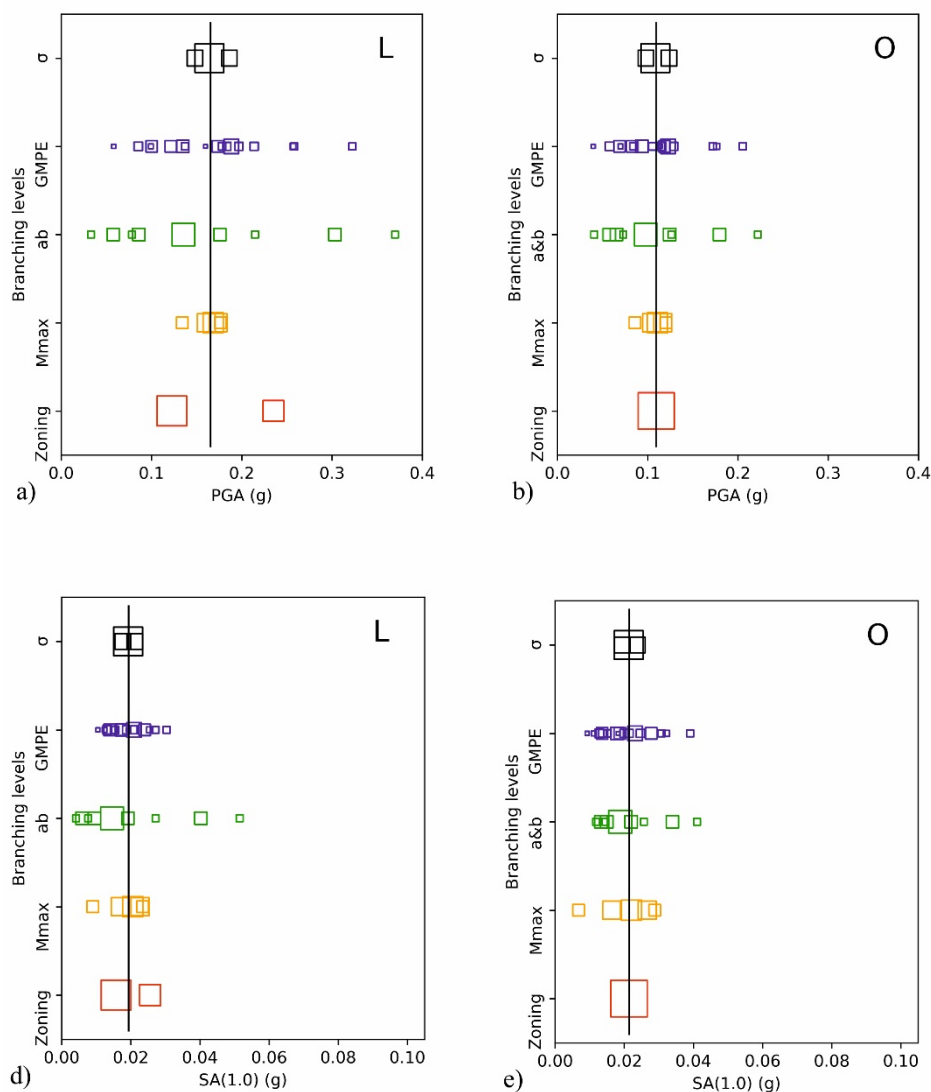 L
σ
GMPE
ab
Mmax
Zoning
Branching levels
0.0 0.1 0.2 0.3 0.4
PGA (g)
a)
O
σ
GMPE
a&b
Mmax
Zoning
Branching levels
0.0 0.1 0.2 0.3 0.4
PGA (g)
b)
L
σ
GMPE
ab
Mmax
Zoning
Branching levels
0.00 0.02 0.04 0.06 0.08 0.10
SA(1.0) (g)
d)
O
σ
GMPE
a&b
Mmax
Zoning
Branching levels
0.00 0.02 0.04 0.06 0.08 0.10
SA(1.0) (g)
e)